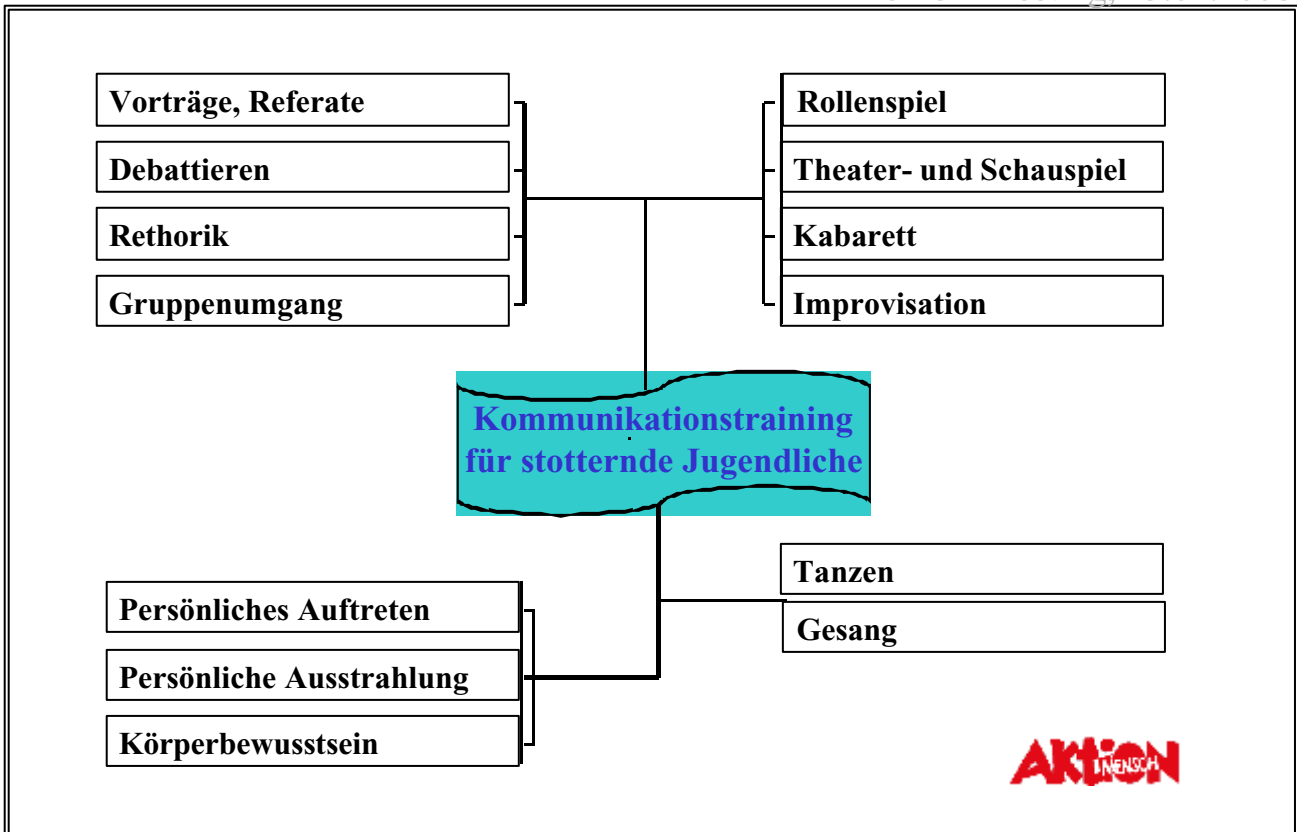 Vorträge, Referate
Debattieren
Rethorik
Gruppenumgang
Rollenspiel
Theater- und Schauspiel
Kabarett
Improvisation
Kommunikationstraining
für stotternde Jugendliche
Persönliches Auftreten
Persönliche Ausstrahlung
Körperbewusstsein
Tanzen
Gesang
AKTION
MENSCH